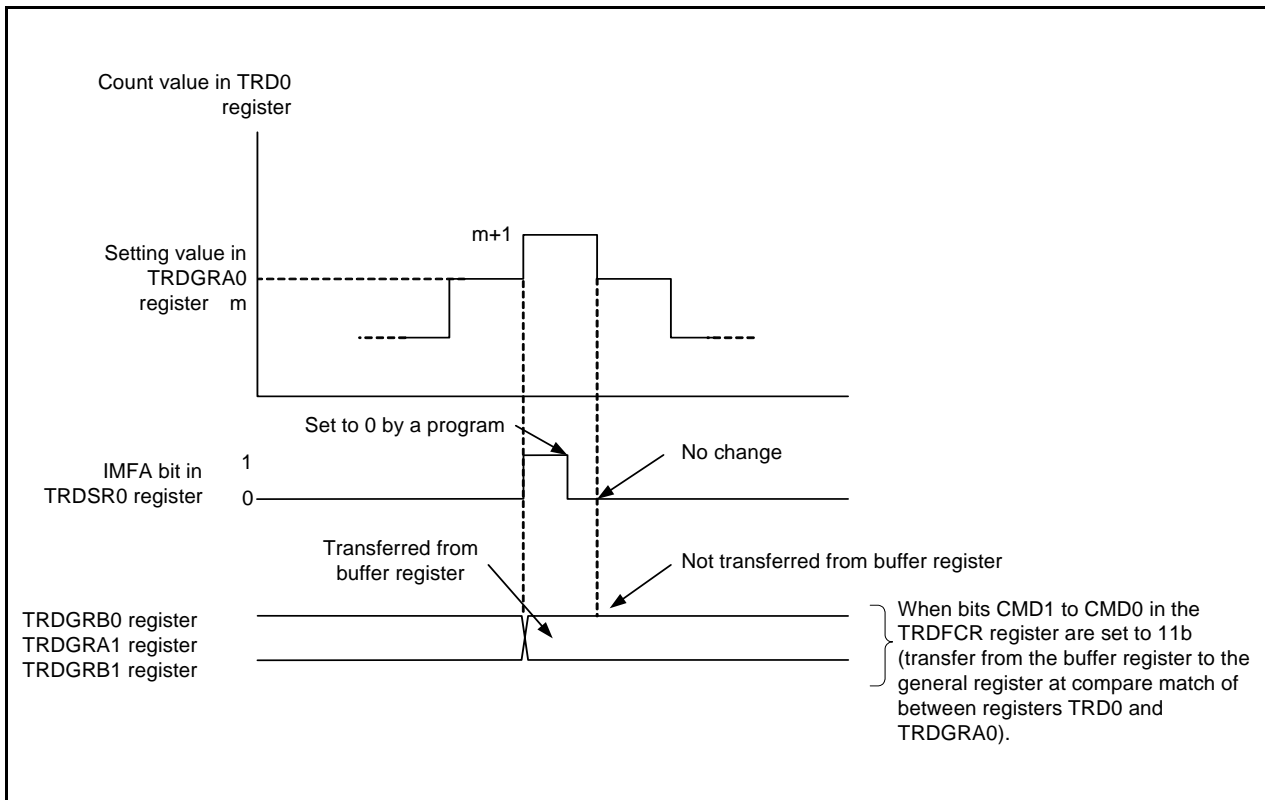 Count value in TRD0
register
m+1
Setting value in
TRDGRA0
register m
Set to 0 by a program
No change
IMFA bit in
TRDSR0 register
1
0
Transferred from
buffer register
Not transferred from buffer register
TRDGRB0 register
TRDGRA1 register
TRDGRB1 register
When bits CMD1 to CMD0 in the
TRDFCR register are set to 11b
(transfer from the buffer register to the
general register at compare match of
between registers TRD0 and
TRDGRA0).